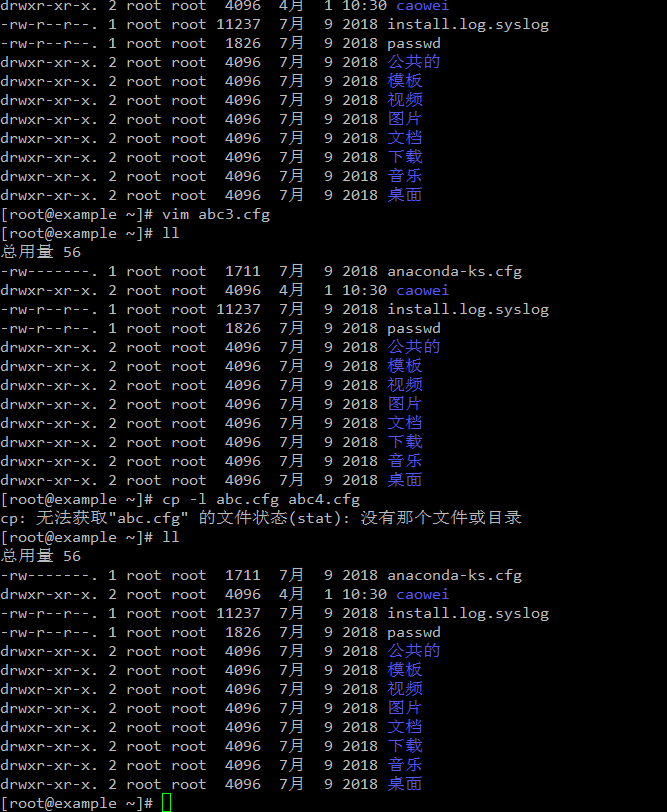 drwxr-xr-x. 2 root root  4096  4月   1 10:30 caowei
-rw-r--r--. 1 root root 11237  7月   9 2018 install.log.syslog
-rw-r--r--. 1 root root  1826  7月   9 2018 passwd
drwxr-xr-x. 2 root root  4096  7月   9 2018 公共的
drwxr-xr-x. 2 root root  4096  7月   9 2018 模板
drwxr-xr-x. 2 root root  4096  7月   9 2018 视频
drwxr-xr-x. 2 root root  4096  7月   9 2018 图片
drwxr-xr-x. 2 root root  4096  7月   9 2018 文档
drwxr-xr-x. 2 root root  4096  7月   9 2018 下载
drwxr-xr-x. 2 root root  4096  7月   9 2018 音乐
drwxr-xr-x. 2 root root  4096  7月   9 2018 桌面
[root@example ~]# vim abc3.cfg
[root@example ~]# ll
总用量 56
-rw-------. 1 root root  1711  7月   9 2018 anaconda-ks.cfg
drwxr-xr-x. 2 root root  4096  4月   1 10:30 caowei
-rw-r--r--. 1 root root 11237  7月   9 2018 install.log.syslog
-rw-r--r--. 1 root root  1826  7月   9 2018 passwd
drwxr-xr-x. 2 root root  4096  7月   9 2018 公共的
drwxr-xr-x. 2 root root  4096  7月   9 2018 模板
drwxr-xr-x. 2 root root  4096  7月   9 2018 视频
drwxr-xr-x. 2 root root  4096  7月   9 2018 图片
drwxr-xr-x. 2 root root  4096  7月   9 2018 文档
drwxr-xr-x. 2 root root  4096  7月   9 2018 下载
drwxr-xr-x. 2 root root  4096  7月   9 2018 音乐
drwxr-xr-x. 2 root root  4096  7月   9 2018 桌面
[root@example ~]# cp -l abc.cfg abc4.cfg
cp: 无法获取"abc.cfg" 的文件状态(stat): 没有那个文件或目录
[root@example ~]# ll
总用量 56
-rw-------. 1 root root  1711  7月   9 2018 anaconda-ks.cfg
drwxr-xr-x. 2 root root  4096  4月   1 10:30 caowei
-rw-r--r--. 1 root root 11237  7月   9 2018 install.log.syslog
-rw-r--r--. 1 root root  1826  7月   9 2018 passwd
drwxr-xr-x. 2 root root  4096  7月   9 2018 公共的
drwxr-xr-x. 2 root root  4096  7月   9 2018 模板
drwxr-xr-x. 2 root root  4096  7月   9 2018 视频
drwxr-xr-x. 2 root root  4096  7月   9 2018 图片
drwxr-xr-x. 2 root root  4096  7月   9 2018 文档
drwxr-xr-x. 2 root root  4096  7月   9 2018 下载
drwxr-xr-x. 2 root root  4096  7月   9 2018 音乐
drwxr-xr-x. 2 root root  4096  7月   9 2018 桌面
[root@example ~]#